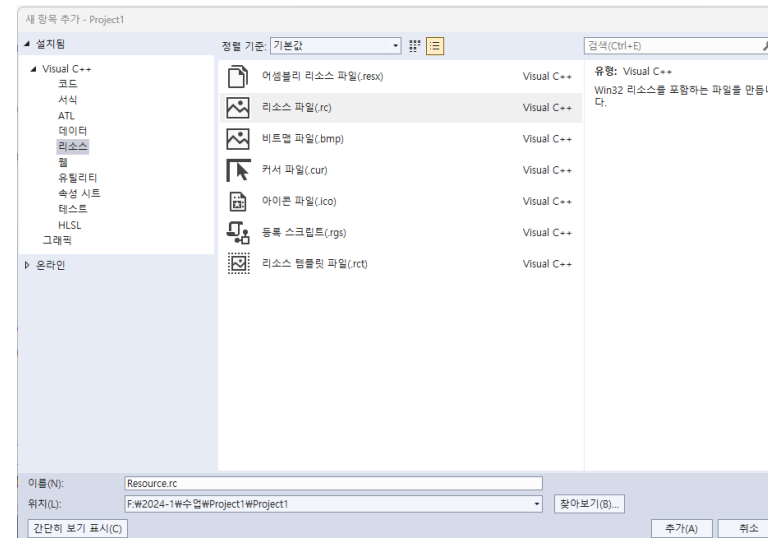 새 항목 추가 - Project1
설치됨
정렬 기준: 기본값
검색(Ctrl+E)
Visual C++
코드
서식
ATL
데이터
리소스
웹
유틸리티
속성 시트
테스트
HLSL
그래픽
온라인
어셈블리 리소스 파일(.resx) Visual C++
리소스 파일(.rc) Visual C++
비트맵 파일(.bmp) Visual C++
커서 파일(.cur) Visual C++
아이콘 파일(.ico) Visual C++
등록 스크립트(.rgs) Visual C++
리소스 템플릿 파일(.rct) Visual C++
유형: Visual C++
Win32 리소스를 포함하는 파일을 만듭니
다.
이름(N): Resource.rc
위치(L): F:₩2024-1₩수업₩Project1₩Project1 찾아보기(B)...
간단히 보기 표시(C) 추가(A) 취소